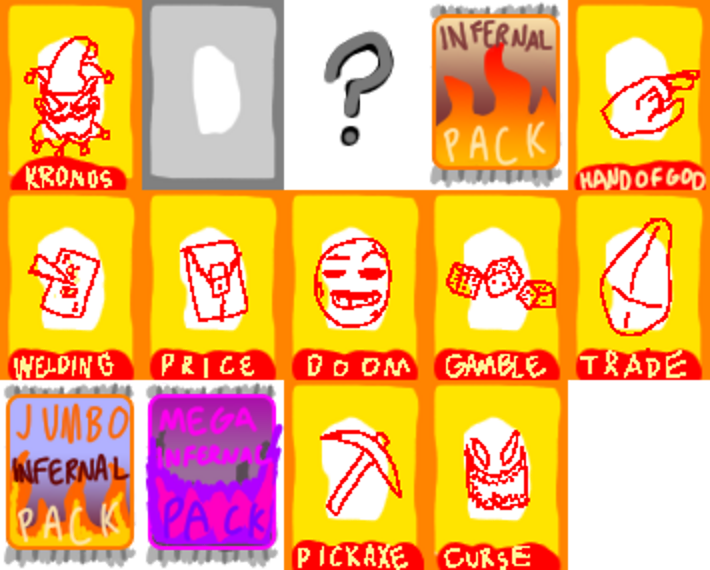 KRONOS
?
INFERNAL
PACK
HAND OF GOD
WELDING
PRICE
DOOM
GAMBLE
TRADE
JUMBO
INFERNAL
PACK
MEGA
INFERNAL
PACK
PICKAXE
CURSE